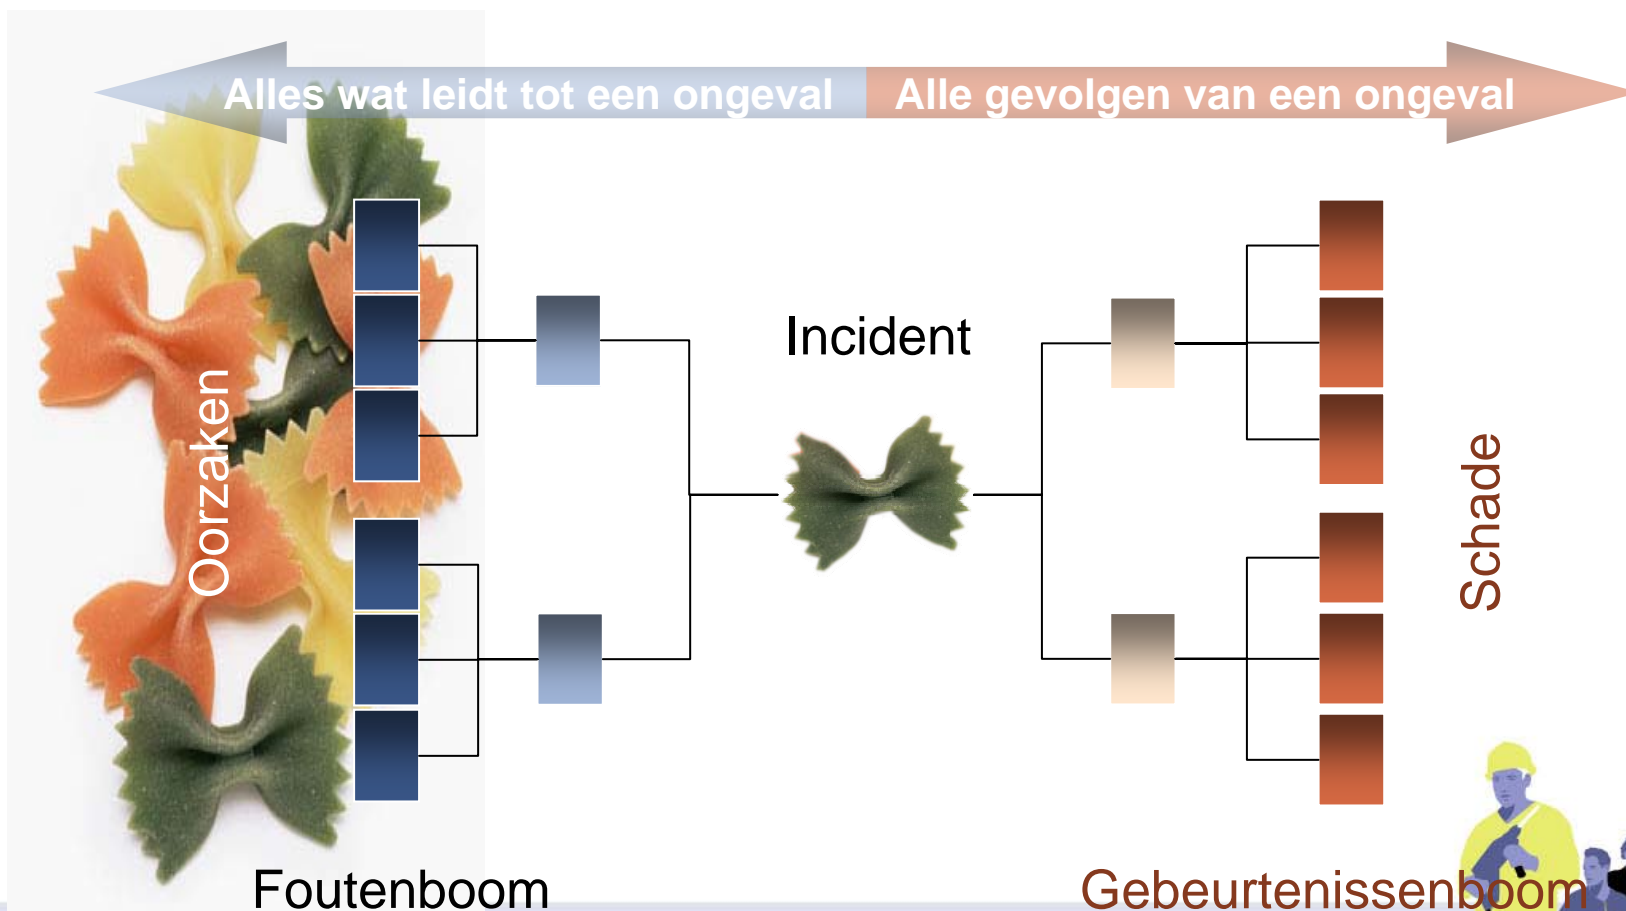 Alles wat leidt tot een ongeval
Alle gevolgen van een ongeval
Incident
Oorzaken
Schade
Foutenboom
Gebeurtenissenboom